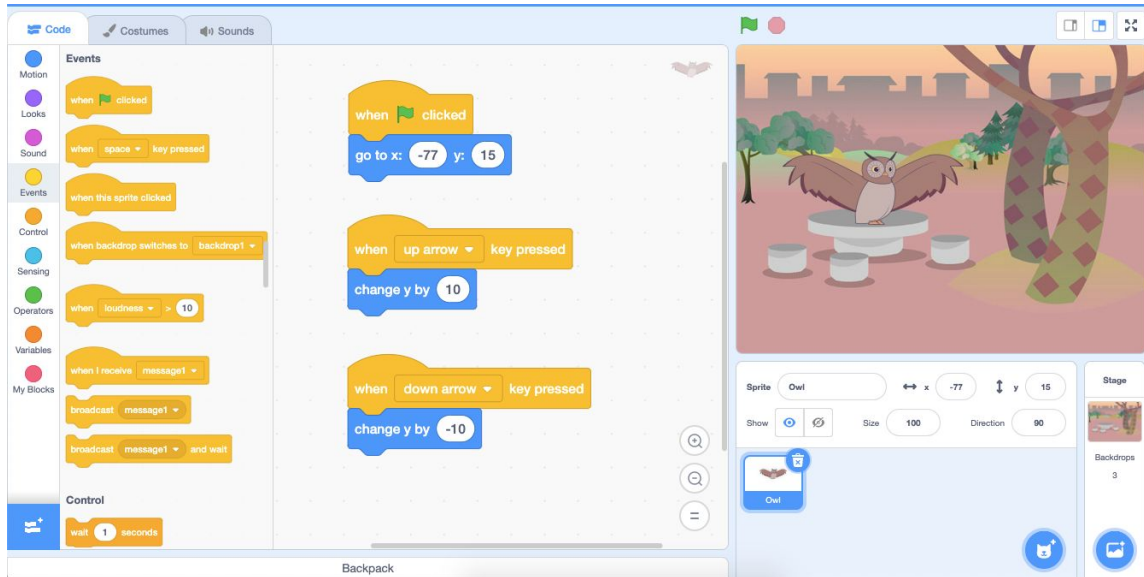 Code
Costumes
Sounds
Motion
Looks
Sound
Events
Control
Sensing
Operators
Variables
My Blocks
Events
when clicked
when space key pressed
when this sprite clicked
when backdrop switches to backdrop1
when loudness > 10
when I receive message1
broadcast message1
broadcast message1 and wait
Control
wait 1 seconds
when clicked
go to x: -77 y: 15
when up arrow key pressed
change y by 10
when down arrow key pressed
change y by -10
Backpack
Sprite Owl x -77 y 15
Show Size 100 Direction 90
Owl
Stage
Backdrops
3